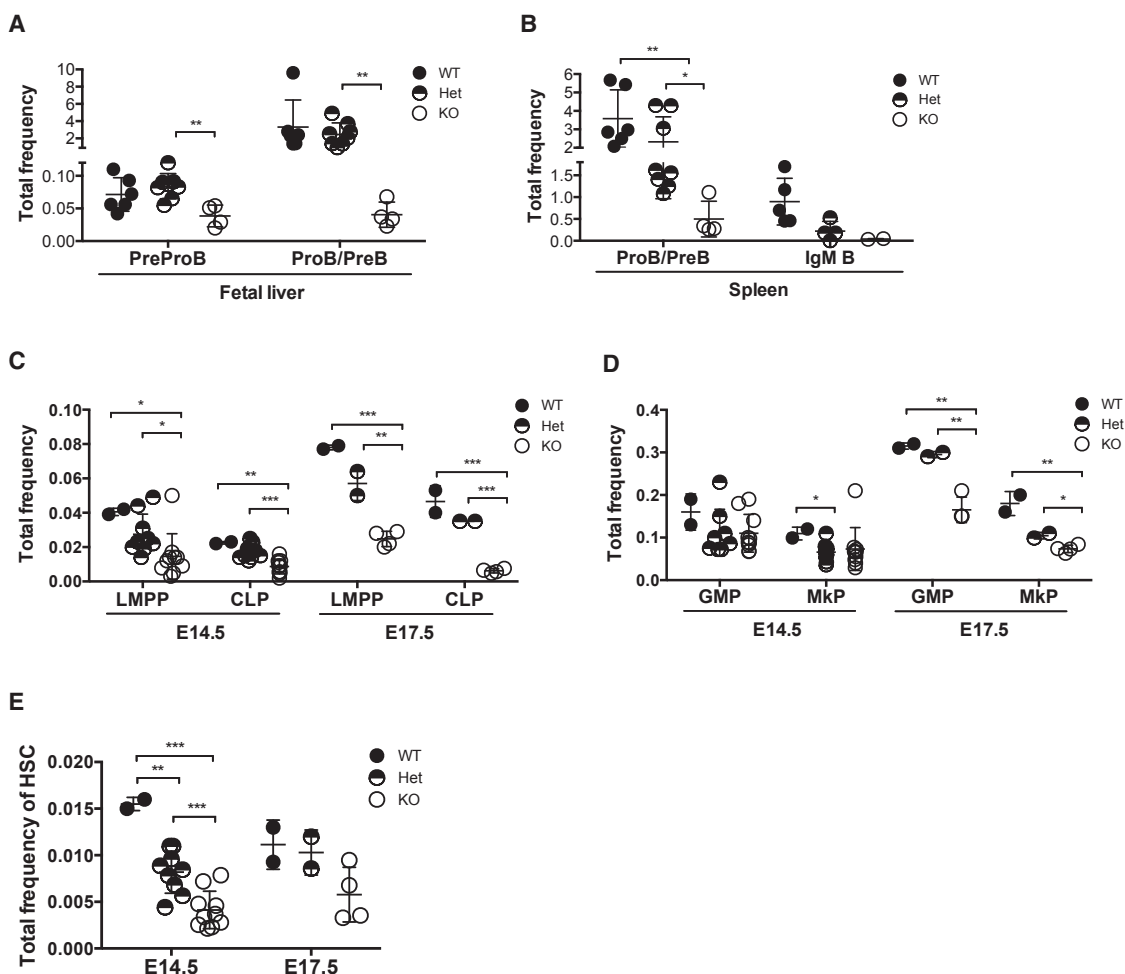 A
Total frequency
10
8
6
4
2
0.10
0.05
0.00
**
**
WT
Het
KO
PreProB
ProB/PreB
Fetal liver
B
Total frequency
6
5
4
3
2
1.5
1.0
0.5
0.0
**
*
WT
Het
KO
ProB/PreB
IgM B
Spleen
C
Total frequency
0.10
0.08
0.06
0.04
0.02
0.00
*
*
**
***
***
**
***
***
WT
Het
KO
LMPP
CLP
LMPP
CLP
E14.5
E17.5
D
Total frequency
0.4
0.3
0.2
0.1
0.0
*
**
**
**
*
WT
Het
KO
GMP
MkP
GMP
MkP
E14.5
E17.5
E
Total frequency of HSC
0.020
0.015
0.010
0.005
0.000
***
**
***
WT
Het
KO
E14.5
E17.5